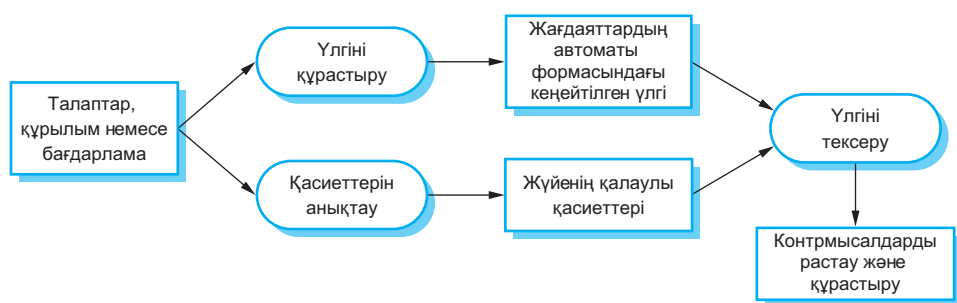 Талаптар,
құрылым немесе
бағдарлама
Үлгіні
құрастыру
Жағдаяттардың
автоматы
формасындағы
кеңейтілген үлгі
Қасиеттерін
анықтау
Жүйенің қалаулы
қасиеттері
Үлгіні
тексеру
Контрмысалдарды
растау және
құрастыру